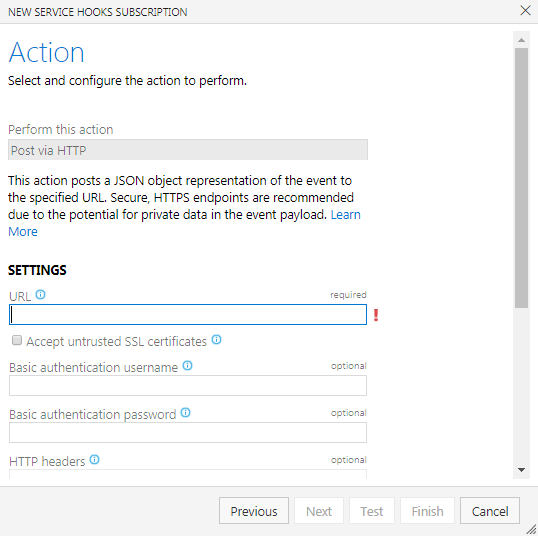 NEW SERVICE HOOKS SUBSCRIPTION
Action
Select and configure the action to perform.
Perform this action
Post via HTTP
This action posts a JSON object representation of the event to
the specified URL. Secure, HTTPS endpoints are recommended
due to the potential for private data in the event payload. Learn
More
SETTINGS
URL required
!
Accept untrusted SSL certificates
Basic authentication username optional
Basic authentication password optional
HTTP headers optional
Previous Next Test Finish Cancel